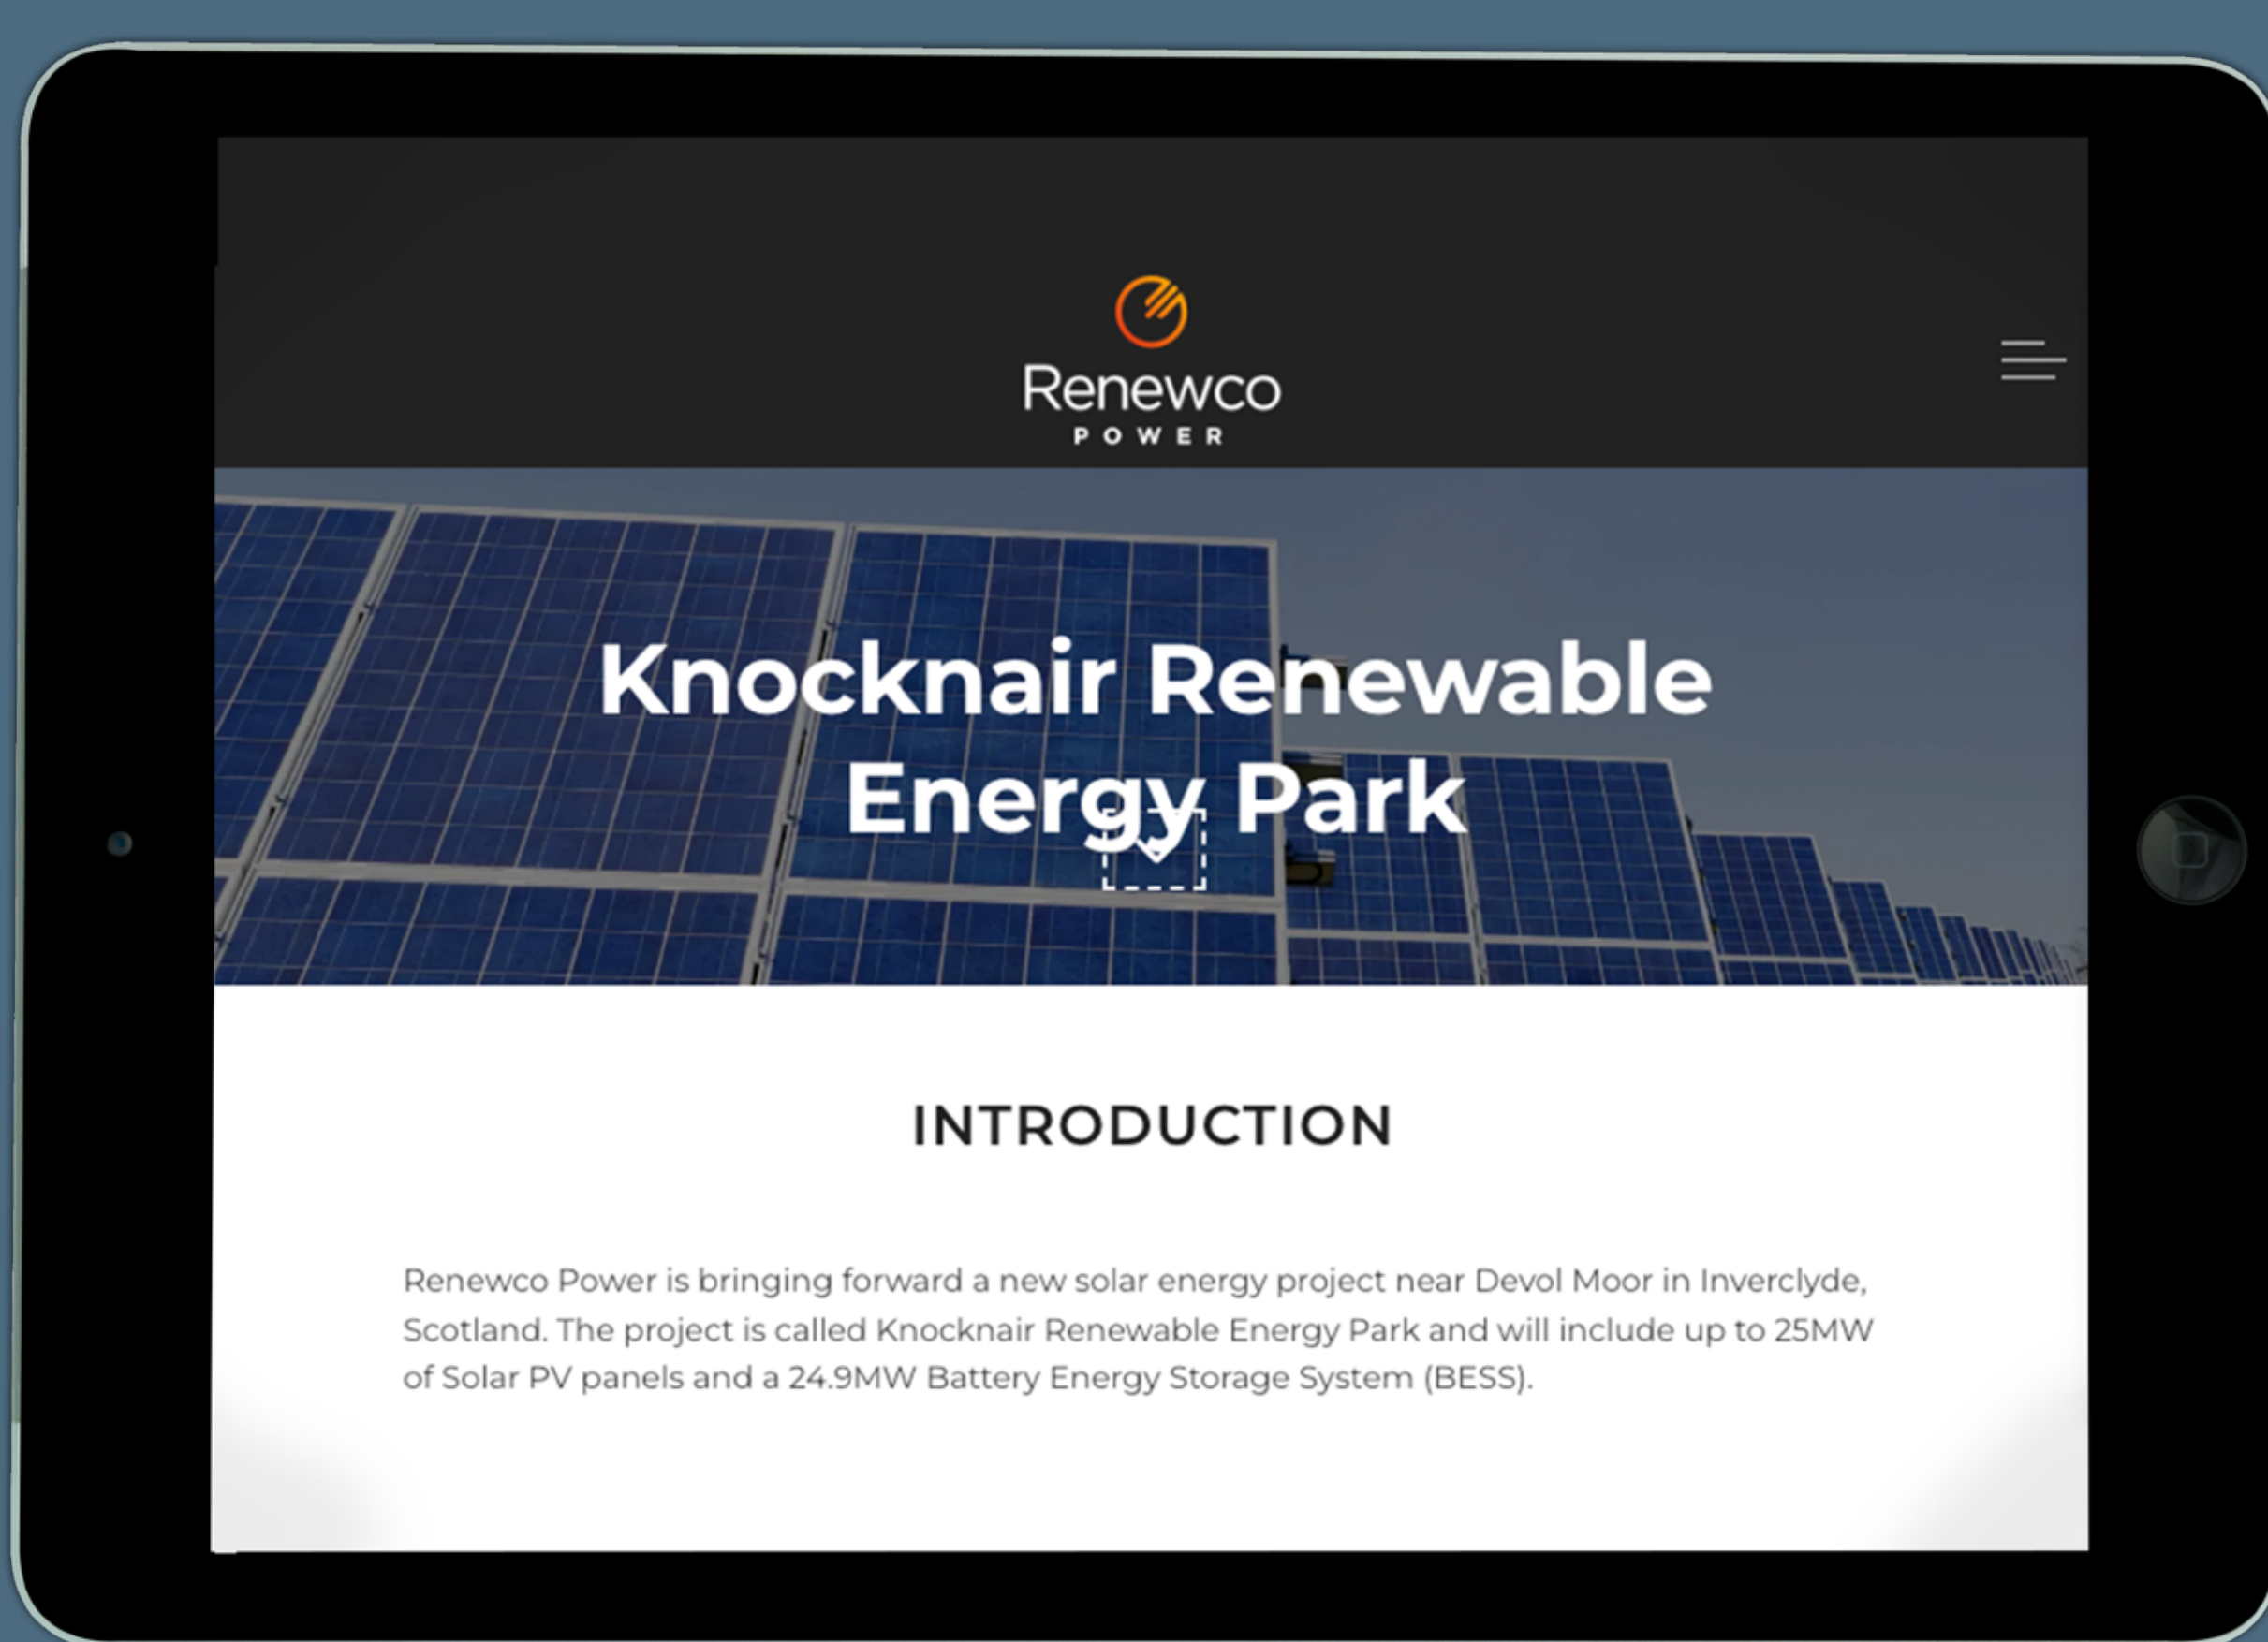 Renewco
POWER
Knocknair Renewable
Energy Park
INTRODUCTION
Renewco Power is bringing forward a new solar energy project near Devol Moor in Inverclyde,
Scotland. The project is called Knocknair Renewable Energy Park and will include up to 25MW
of Solar PV panels and a 24.9MW Battery Energy Storage System (BESS).